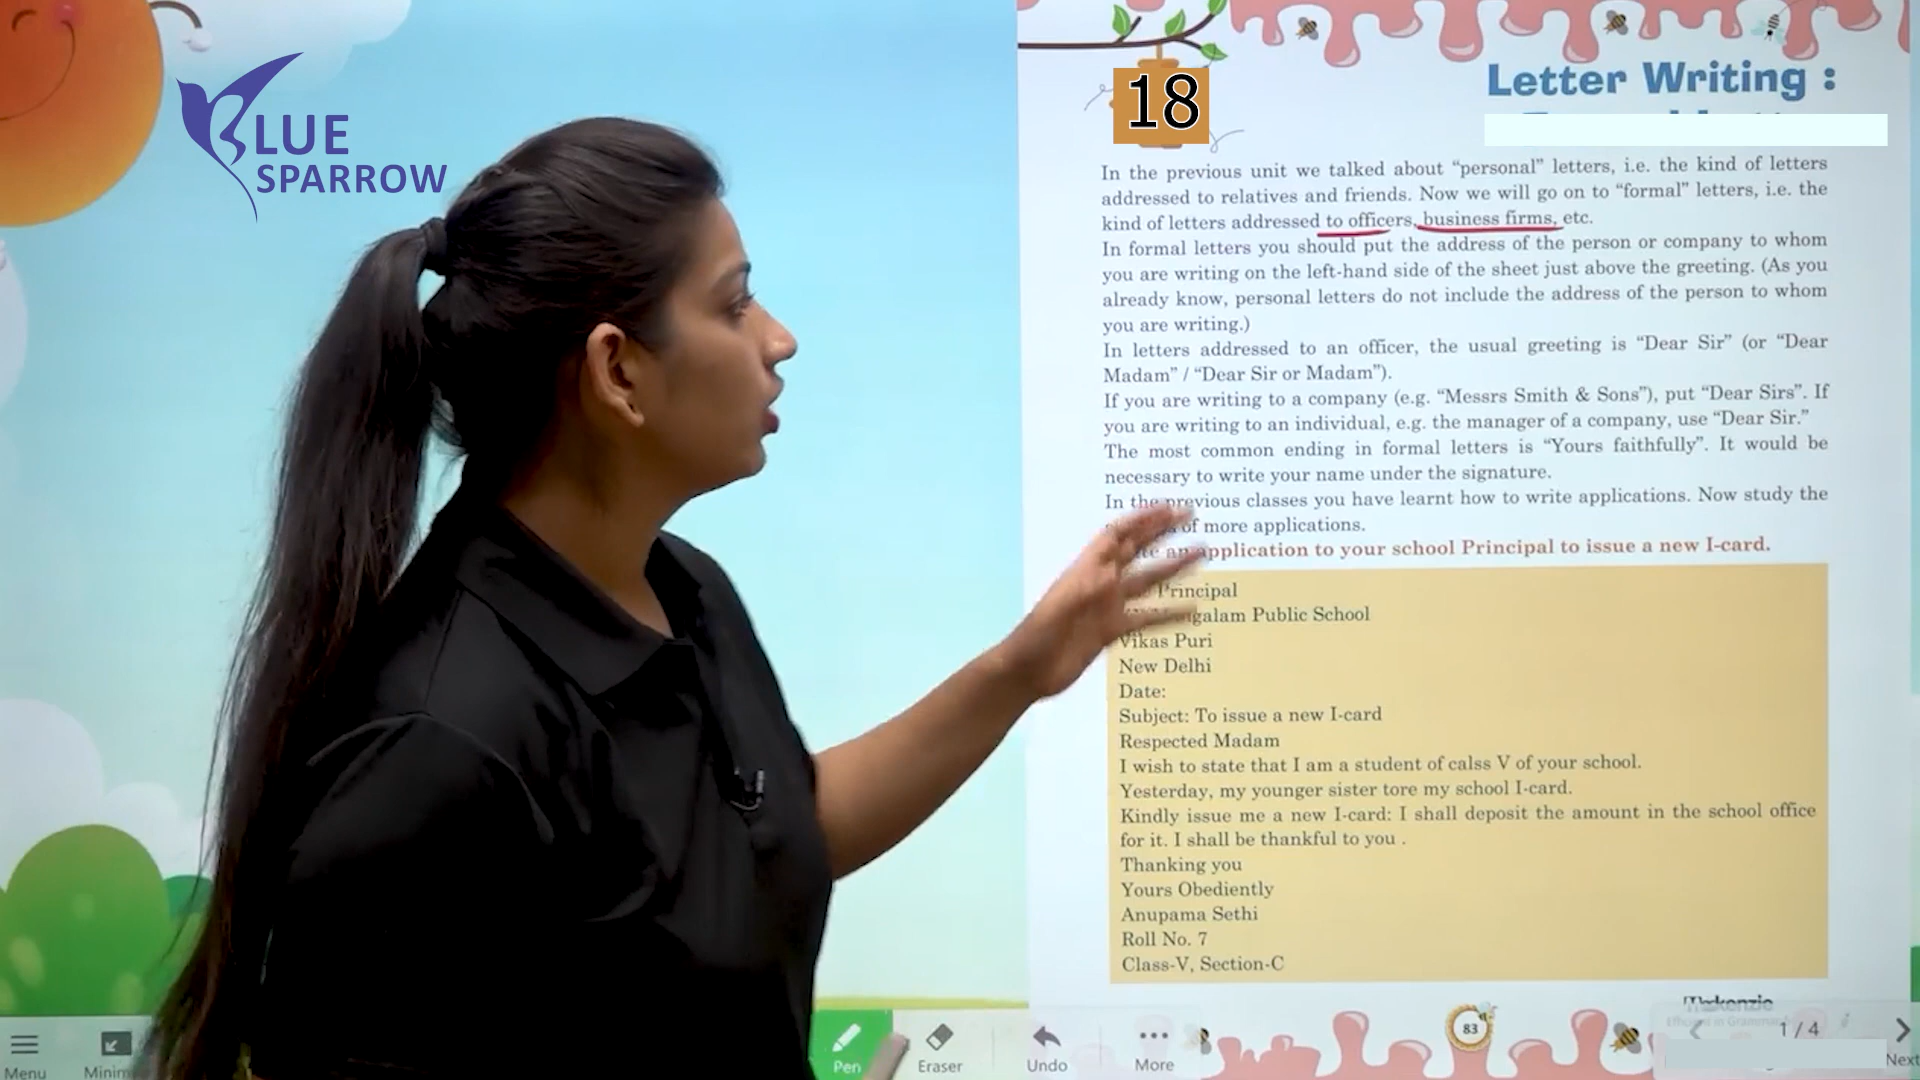 BLUE
SPARROW
18
Letter Writing :
In the previous unit we talked about “personal” letters, i.e. the kind of letters
addressed to relatives and friends. Now we will go on to “formal” letters, i.e. the
kind of letters addressed to officers, business firms, etc.
In formal letters you should put the address of the person or company to whom
you are writing on the left-hand side of the sheet just above the greeting. (As you
already know, personal letters do not include the address of the person to whom
you are writing.)
In letters addressed to an officer, the usual greeting is “Dear Sir” (or “Dear
Madam” / “Dear Sir or Madam”).
If you are writing to a company (e.g. “Messrs Smith & Sons”), put “Dear Sirs”. If
you are writing to an individual, e.g. the manager of a company, use “Dear Sir.”
The most common ending in formal letters is “Yours faithfully”. It would be
necessary to write your name under the signature.
In the previous classes you have learnt how to write applications. Now study the
of more applications.
an application to your school Principal to issue a new I-card.
Principal
Public School
Vikas Puri
New Delhi
Date:
Subject: To issue a new I-card
Respected Madam
I wish to state that I am a student of calss V of your school.
Yesterday, my younger sister tore my school I-card.
Kindly issue me a new I-card: I shall deposit the amount in the school office
for it. I shall be thankful to you .
Thanking you
Yours Obediently
Anupama Sethi
Roll No. 7
Class-V, Section-C
83
1 / 4
Menu
Pen
Eraser
Undo
More
Next